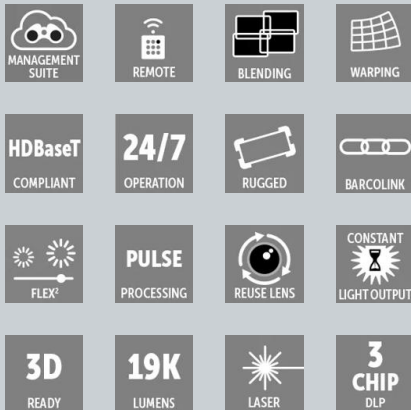 MANAGEMENT
SUITE
REMOTE
BLENDING
WARPING
HDBaseT
COMPLIANT
24/7
OPERATION
RUGGED
BARCOLINK
FLEX²
PULSE
PROCESSING
REUSE LENS
CONSTANT
LIGHT OUTPUT
3D
READY
19K
LUMENS
LASER
3
CHIP
DLP